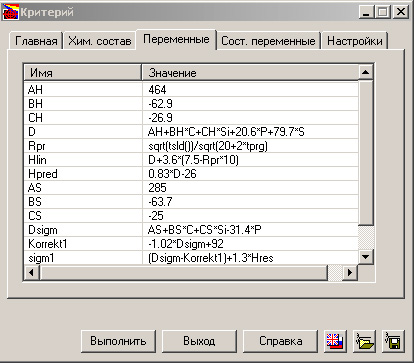 Критерий
Главная Хим. состав Переменные Сост. переменные Настройки
Имя Значение
AH 464
BH -62.9
CH -26.9
D AH+BH*C+CH*Si+20.6*P+79.7*S
Rpr sqrt(tsld())/sqrt(20+2*tprg)
Hlin D+3.6*(7.5-Rpr*10)
Hpred 0.83*D-26
AS 285
BS -63.7
CS -25
Dsigm AS+BS*C+CS*Si-31.4*P
Korrekt1 -1.02*Dsigm+92
sigm1 (Dsigm-Korrekt1)+1.3*Hres
Выполнить Выход Справка